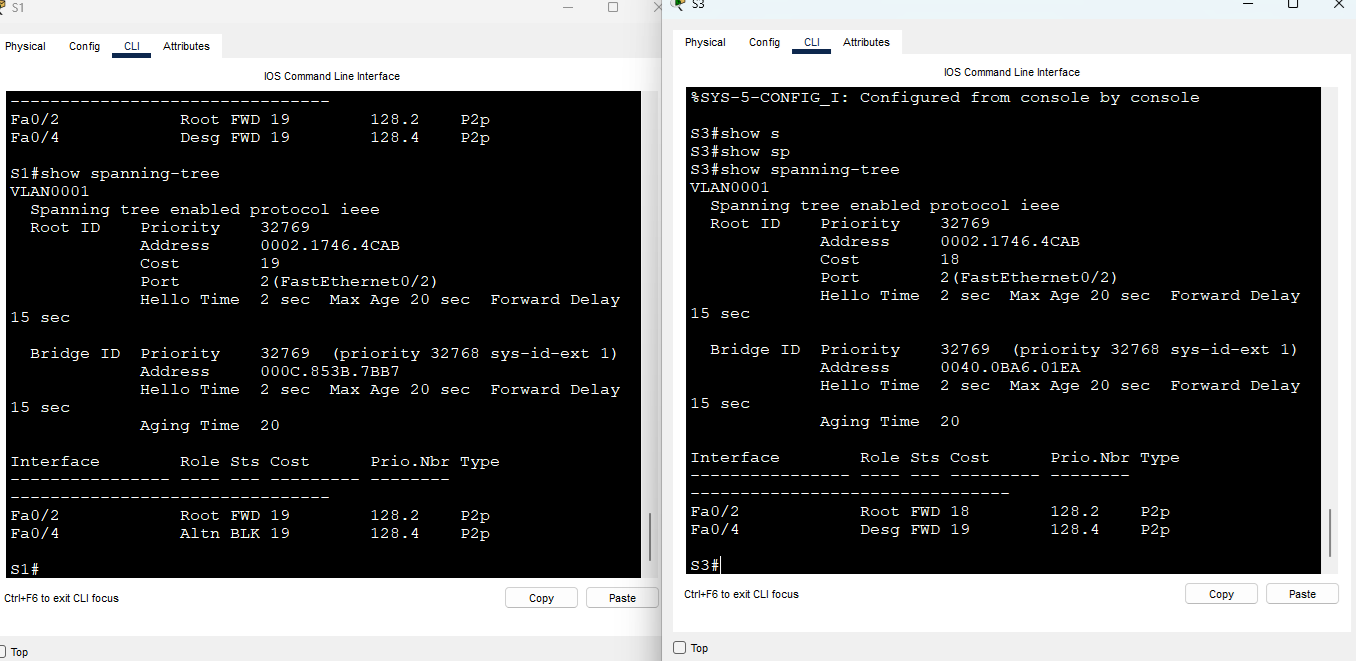 S1
Physical Config CLI Attributes
IOS Command Line Interface
--------------------------------
Fa0/2            Root FWD 19        128.2    P2p
Fa0/4            Desg FWD 19        128.4    P2p
S1#show spanning-tree
VLAN0001
  Spanning tree enabled protocol ieee
  Root ID    Priority    32769
             Address     0002.1746.4CAB
             Cost        19
             Port        2(FastEthernet0/2)
             Hello Time  2 sec  Max Age 20 sec  Forward Delay
15 sec
  Bridge ID  Priority    32769  (priority 32768 sys-id-ext 1)
             Address     000C.853B.7BB7
             Hello Time  2 sec  Max Age 20 sec  Forward Delay
15 sec
             Aging Time  20
Interface        Role Sts Cost      Prio.Nbr Type
---------------- ---- --- --------- --------
--------------------------------
Fa0/2            Root FWD 19        128.2    P2p
Fa0/4            Altn BLK 19        128.4    P2p
S1#
Ctrl+F6 to exit CLI focus
Copy Paste
Top
S3
Physical Config CLI Attributes
IOS Command Line Interface
%SYS-5-CONFIG_I: Configured from console by console
S3#show s
S3#show sp
S3#show spanning-tree
VLAN0001
  Spanning tree enabled protocol ieee
  Root ID    Priority    32769
             Address     0002.1746.4CAB
             Cost        18
             Port        2(FastEthernet0/2)
             Hello Time  2 sec  Max Age 20 sec  Forward Delay
15 sec
  Bridge ID  Priority    32769  (priority 32768 sys-id-ext 1)
             Address     0040.0BA6.01EA
             Hello Time  2 sec  Max Age 20 sec  Forward Delay
15 sec
             Aging Time  20
Interface        Role Sts Cost      Prio.Nbr Type
---------------- ---- --- --------- --------
--------------------------------
Fa0/2            Root FWD 18        128.2    P2p
Fa0/4            Desg FWD 19        128.4    P2p
S3#
Ctrl+F6 to exit CLI focus
Copy Paste
Top